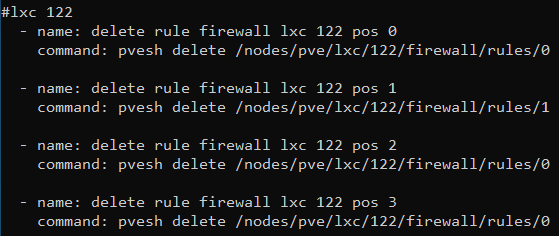 #lxc 122
- name: delete rule firewall lxc 122 pos 0
command: pvesh delete /nodes/pve/lxc/122/firewall/rules/0
- name: delete rule firewall lxc 122 pos 1
command: pvesh delete /nodes/pve/lxc/122/firewall/rules/1
- name: delete rule firewall lxc 122 pos 2
command: pvesh delete /nodes/pve/lxc/122/firewall/rules/0
- name: delete rule firewall lxc 122 pos 3
command: pvesh delete /nodes/pve/lxc/122/firewall/rules/0